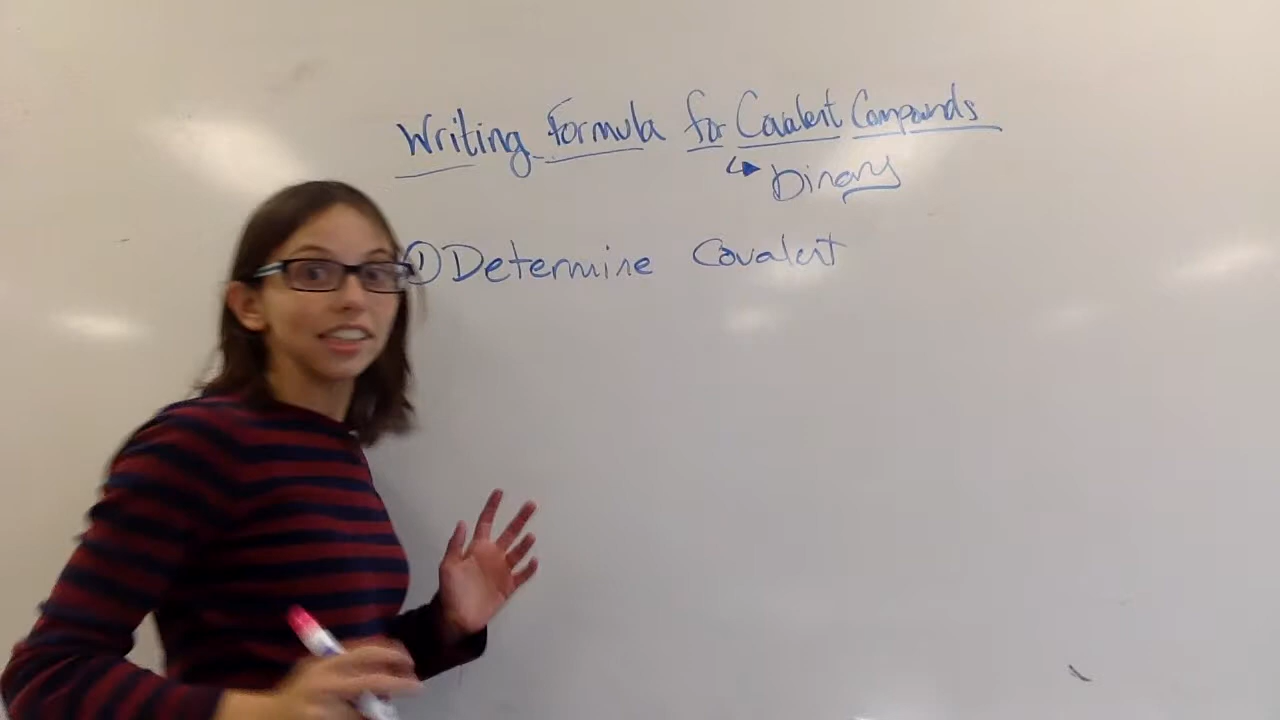 Writing Formula for Covalent Compounds
↳ binary
① Determine Covalent